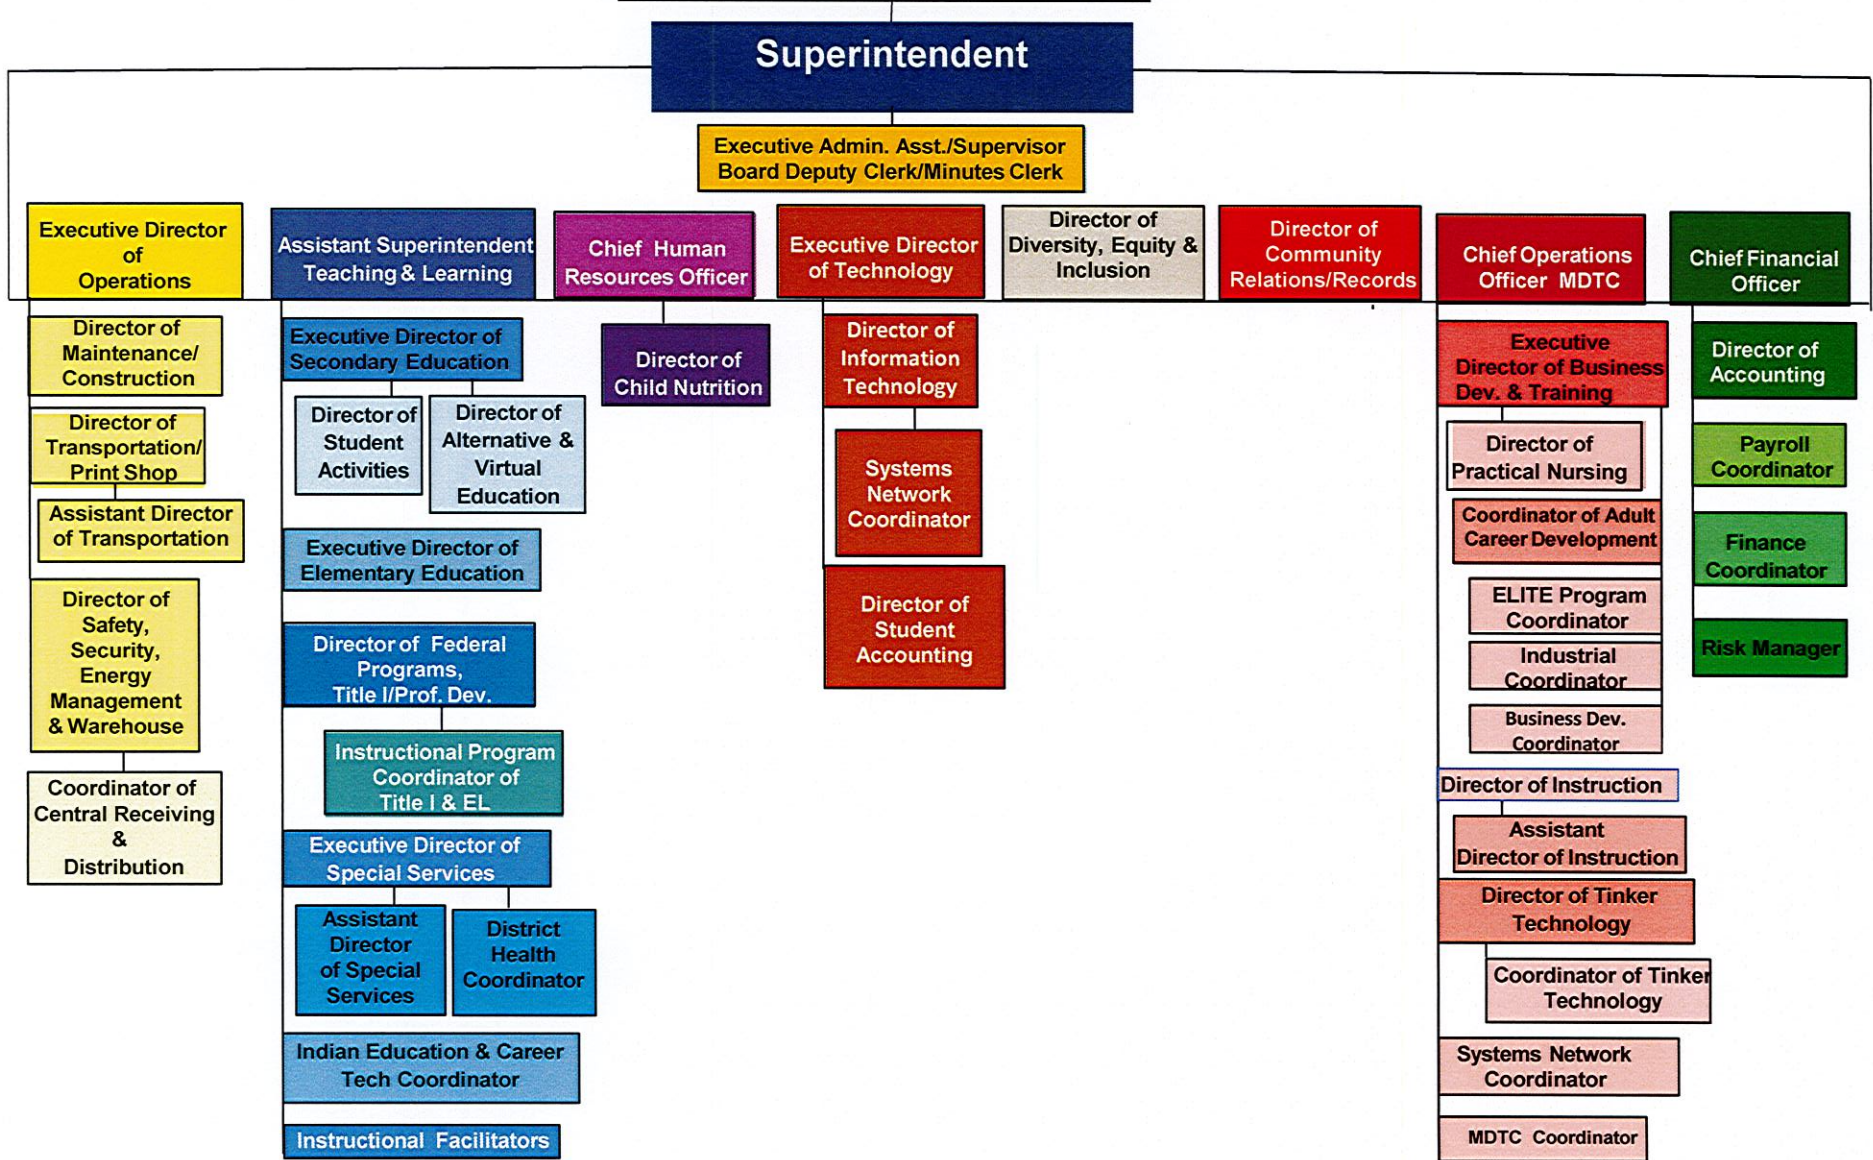 Superintendent
Executive Admin. Asst./Supervisor
Board Deputy Clerk/Minutes Clerk
Executive Director
of
Operations
Assistant Superintendent
Teaching & Learning
Chief Human
Resources Officer
Executive Director
of Technology
Director of
Diversity, Equity &
Inclusion
Director of
Community
Relations/Records
Chief Operations
Officer MDTC
Chief Financial
Officer
Director of
Maintenance/
Construction
Director of
Transportation/
Print Shop
Assistant Director
of Transportation
Director of
Safety,
Security,
Energy
Management
& Warehouse
Coordinator of
Central Receiving
&
Distribution
Executive Director of
Secondary Education
Director of
Student
Activities
Director of
Alternative &
Virtual
Education
Executive Director of
Elementary Education
Director of Federal
Programs,
Title I/Prof. Dev.
Instructional Program
Coordinator of
Title I & EL
Executive Director of
Special Services
Assistant
Director
of Special
Services
District
Health
Coordinator
Indian Education & Career
Tech Coordinator
Instructional Facilitators
Director of
Child Nutrition
Director of
Information
Technology
Systems
Network
Coordinator
Director of
Student
Accounting
Executive
Director of Business
Dev. & Training
Director of
Practical Nursing
Coordinator of Adult
Career Development
ELITE Program
Coordinator
Industrial
Coordinator
Business Dev.
Coordinator
Director of Instruction
Assistant
Director of Instruction
Director of Tinker
Technology
Coordinator of Tinker
Technology
Systems Network
Coordinator
MDTC Coordinator
Director of
Accounting
Payroll
Coordinator
Finance
Coordinator
Risk Manager